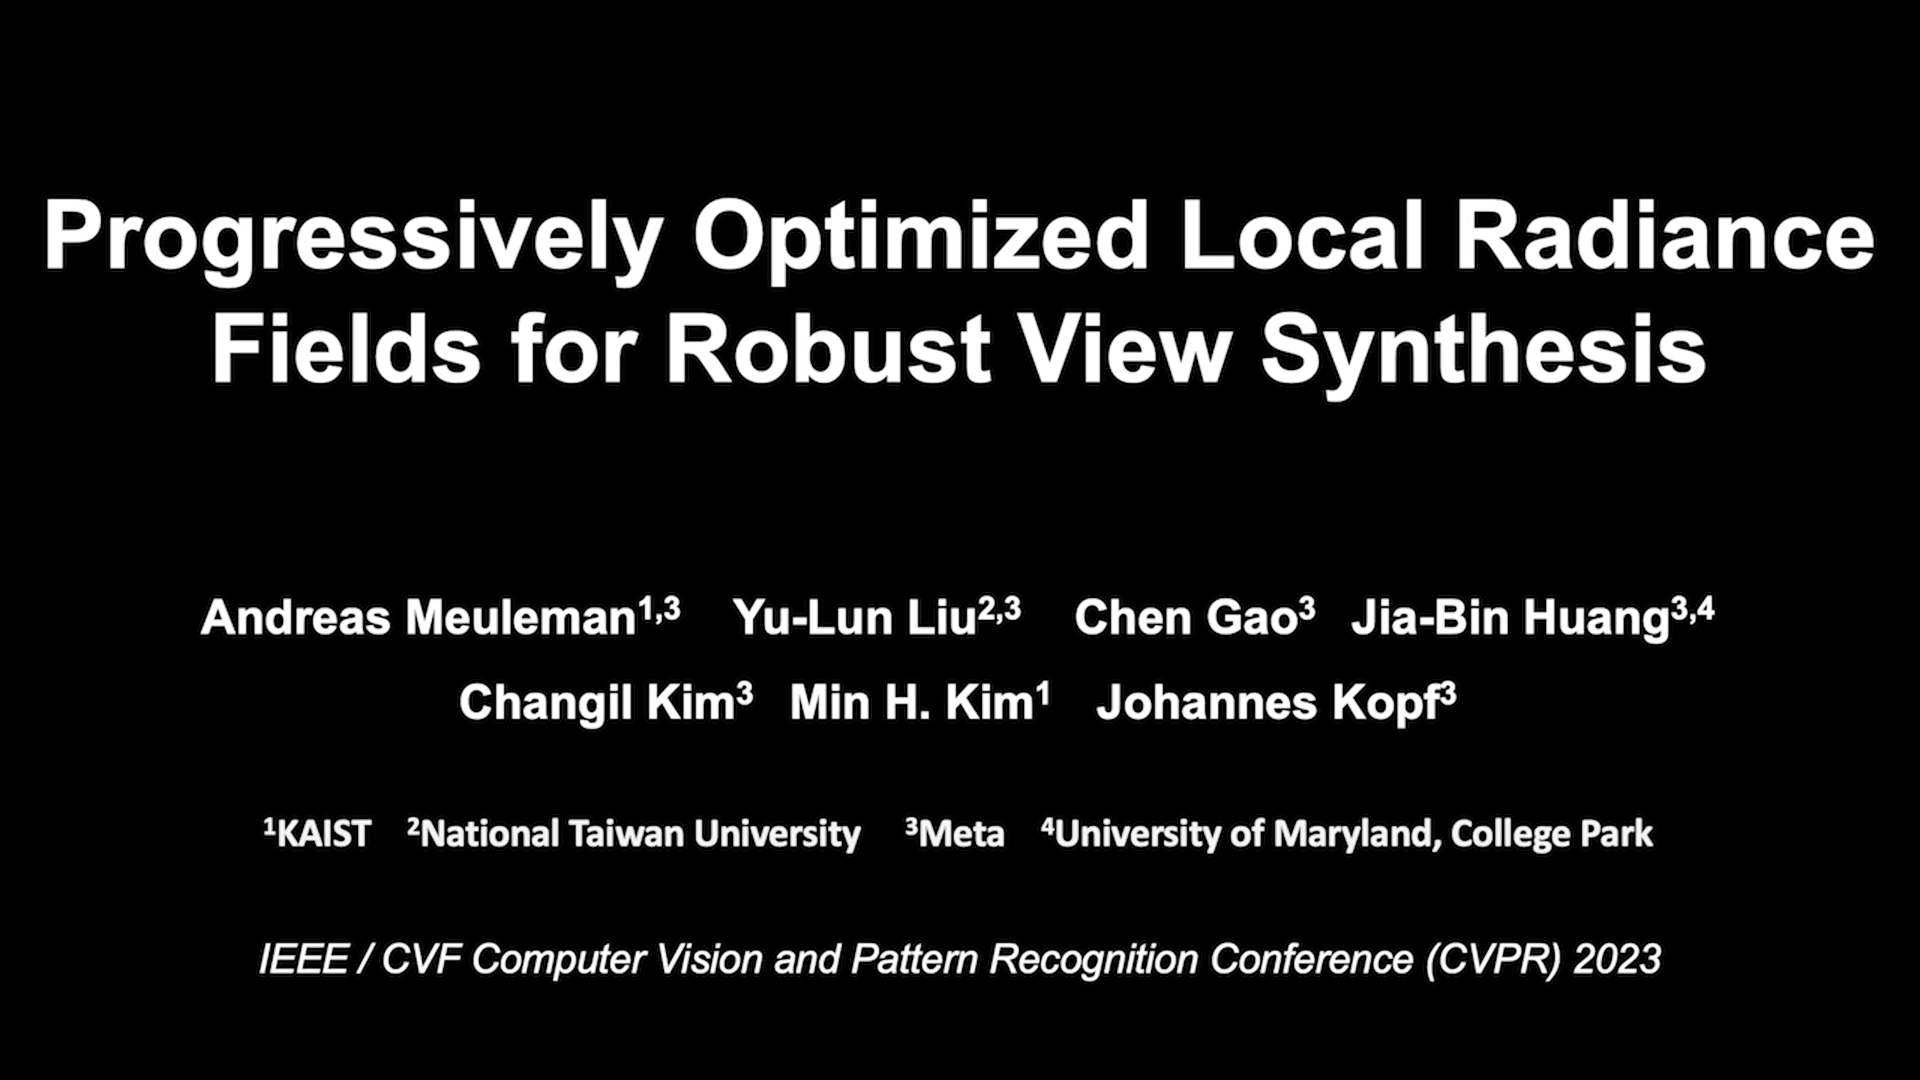 Progressively Optimized Local Radiance
Fields for Robust View Synthesis
Andreas Meuleman¹,³ Yu-Lun Liu²,³ Chen Gao³ Jia-Bin Huang³,⁴
Changil Kim³ Min H. Kim¹ Johannes Kopf³
¹KAIST ²National Taiwan University ³Meta ⁴University of Maryland, College Park
IEEE / CVF Computer Vision and Pattern Recognition Conference (CVPR) 2023